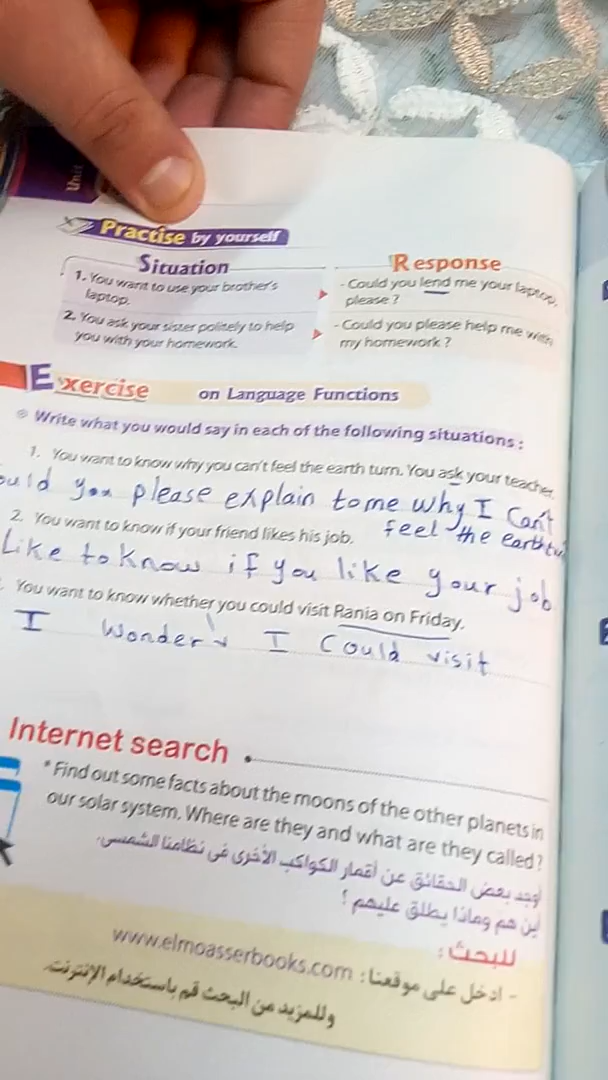 Unit
Practise by yourself
Situation
1. You want to use your brother's
laptop.
2. You ask your sister politely to help
you with your homework.
Response
- Could you lend me your laptop,
please ?
- Could you please help me with
my homework ?
Exercise on Language Functions
Write what you would say in each of the following situations :
1. You want to know why you can't feel the earth turn. You ask your teacher.
ould you please explain to me why I can't
feel the earth tu
2. You want to know if your friend likes his job.
Like to know if you like your job
. You want to know whether you could visit Rania on Friday.
I wonder I Could visit
Internet search
* Find out some facts about the moons of the other planets in
our solar system. Where are they and what are they called?
أوجد بعض الحقائق عن أقمار الكواكب الأخرى فى نظامنا الشمسى.
أين هم وماذا يطلق عليهم ؟
للبحث :
- ادخل على موقعنا : www.elmoasserbooks.com
وللمزيد من البحث قم باستخدام الإنترنت.